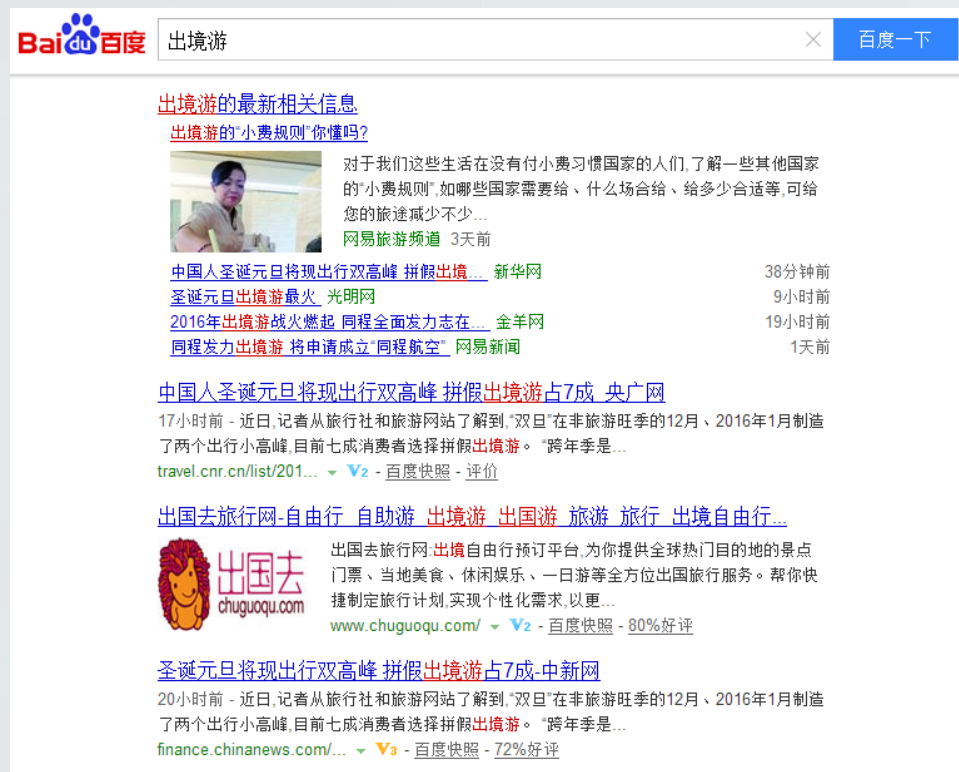 Bai du 百度 出境游 百度一下
出境游的最新相关信息
出境游的“小费规则”你懂吗?
对于我们这些生活在没有付小费习惯国家的人们,了解一些其他国家
的“小费规则”,如哪些国家需要给、什么场合给、给多少合适等,可给
您的旅途减少不少...
网易旅游频道 3天前
中国人圣诞元旦将现出行双高峰 拼假出境... 新华网 38分钟前
圣诞元旦出境游最火 光明网 9小时前
2016年出境游战火燃起 同程全面发力志在... 金羊网 19小时前
同程发力出境游 将申请成立“同程航空” 网易新闻 1天前
中国人圣诞元旦将现出行双高峰 拼假出境游占7成_央广网
17小时前 - 近日,记者从旅行社和旅游网站了解到,“双旦”在非旅游旺季的12月、2016年1月制造
了两个出行小高峰,目前七成消费者选择拼假出境游。 “跨年季是...
travel.cnr.cn/list/201... V2 - 百度快照 - 评价
出国去旅行网-自由行_自助游_出境游_出国游_旅游_旅行_出境自由行...
出国去 chuguoqu.com
出国去旅行网:出境自由行预订平台,为你提供全球热门目的地的景点
门票、当地美食、休闲娱乐、一日游等全方位出国旅行服务。帮你快
捷制定旅行计划,实现个性化需求,以更...
www.chuguoqu.com/ V2 - 百度快照 - 80%好评
圣诞元旦将现出行双高峰 拼假出境游占7成-中新网
20小时前 - 近日,记者从旅行社和旅游网站了解到,“双旦”在非旅游旺季的12月、2016年1月制造
了两个出行小高峰,目前七成消费者选择拼假出境游。 “跨年季是...
finance.chinanews.com/... V3 - 百度快照 - 72%好评